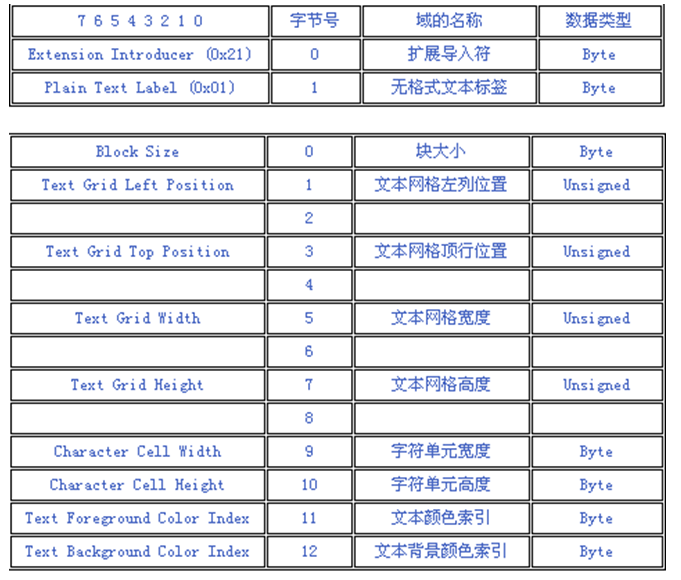 7 6 5 4 3 2 1 0 字节号 域的名称 数据类型
Extension Introducer (0x21) 0 扩展导入符 Byte
Plain Text Label (0x01) 1 无格式文本标签 Byte
Block Size 0 块大小 Byte
Text Grid Left Position 1 文本网格左列位置 Unsigned
2
Text Grid Top Position 3 文本网格顶行位置 Unsigned
4
Text Grid Width 5 文本网格宽度 Unsigned
6
Text Grid Height 7 文本网格高度 Unsigned
8
Character Cell Width 9 字符单元宽度 Byte
Character Cell Height 10 字符单元高度 Byte
Text Foreground Color Index 11 文本颜色索引 Byte
Text Background Color Index 12 文本背景颜色索引 Byte